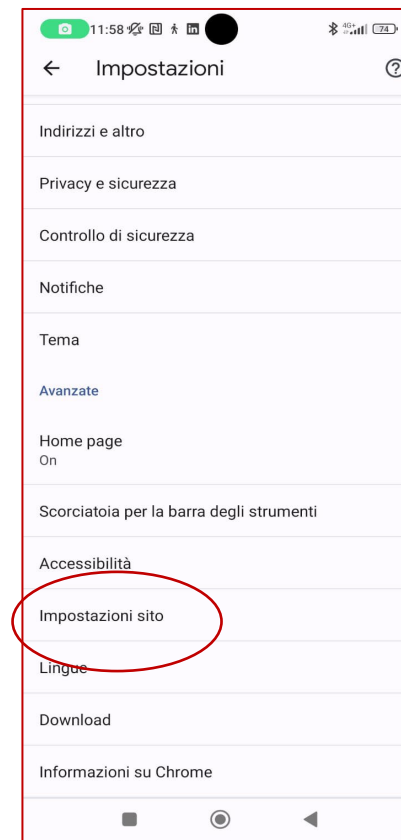 11:58 4G+ 74
Impostazioni
Indirizzi e altro
Privacy e sicurezza
Controllo di sicurezza
Notifiche
Tema
Avanzate
Home page
On
Scorciatoia per la barra degli strumenti
Accessibilità
Impostazioni sito
Lingue
Download
Informazioni su Chrome